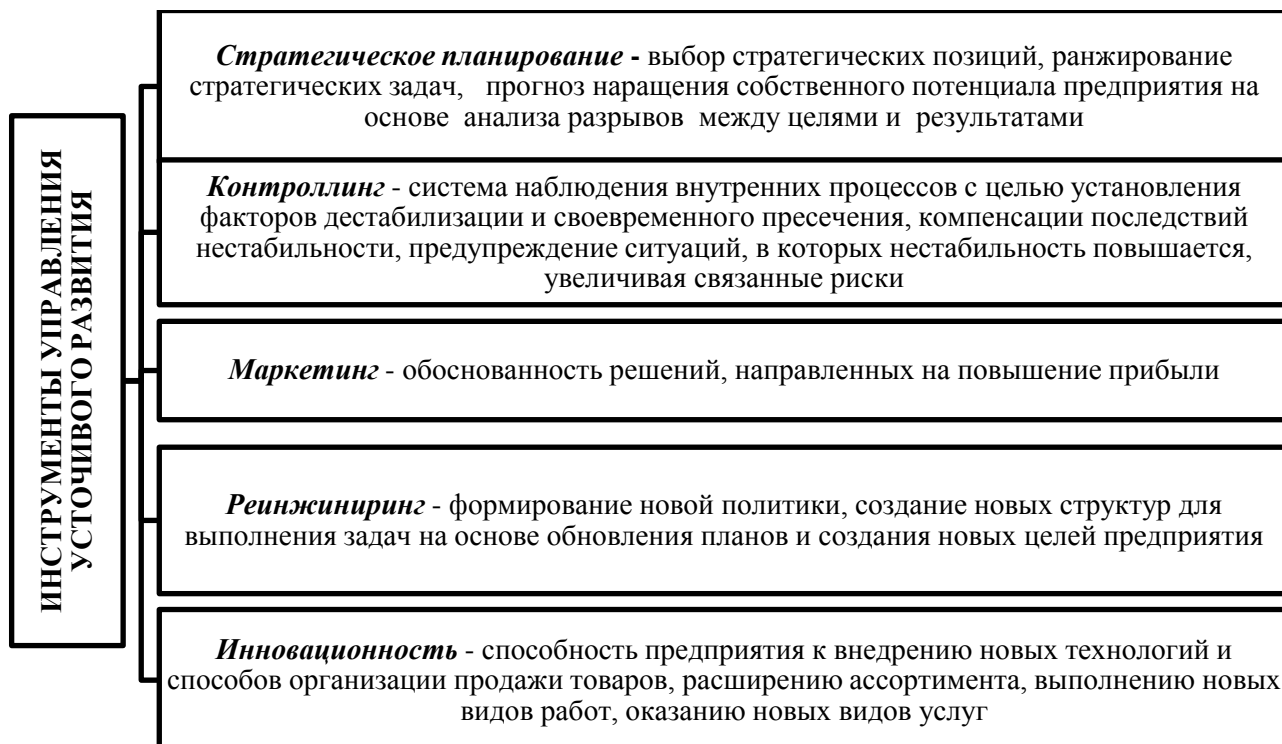 ИНСТРУМЕНТЫ УПРАВЛЕНИЯ
УСТОЧИВОГО РАЗВИТИЯ
Стратегическое планирование - выбор стратегических позиций, ранжирование
стратегических задач, прогноз наращения собственного потенциала предприятия на
основе анализа разрывов между целями и результатами
Контроллинг - система наблюдения внутренних процессов с целью установления
факторов дестабилизации и своевременного пресечения, компенсации последствий
нестабильности, предупреждение ситуаций, в которых нестабильность повышается,
увеличивая связанные риски
Маркетинг - обоснованность решений, направленных на повышение прибыли
Реинжиниринг - формирование новой политики, создание новых структур для
выполнения задач на основе обновления планов и создания новых целей предприятия
Инновационность - способность предприятия к внедрению новых технологий и
способов организации продажи товаров, расширению ассортимента, выполнению новых
видов работ, оказанию новых видов услуг